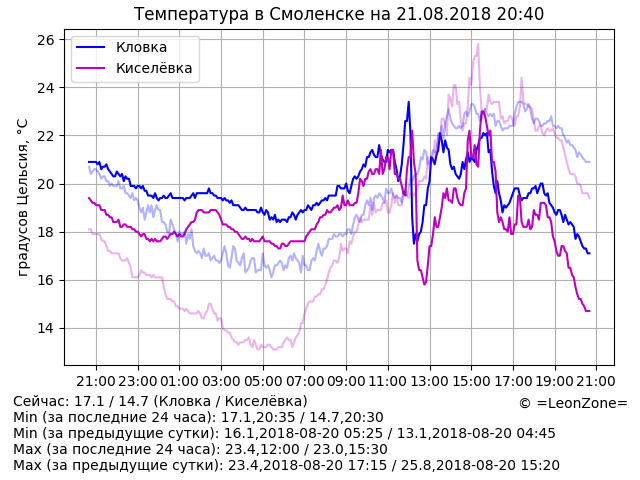 Температура в Смоленске на 21.08.2018 20:40
Кловка
Киселёвка
градусов Цельсия, °C
26
24
22
20
18
16
14
21:00 23:00 01:00 03:00 05:00 07:00 09:00 11:00 13:00 15:00 17:00 19:00 21:00
Сейчас: 17.1 / 14.7 (Кловка / Киселёвка)
© =LeonZone=
Min (за последние 24 часа): 17.1,20:35 / 14.7,20:30
Min (за предыдущие сутки): 16.1,2018-08-20 05:25 / 13.1,2018-08-20 04:45
Max (за последние 24 часа): 23.4,12:00 / 23.0,15:30
Max (за предыдущие сутки): 23.4,2018-08-20 17:15 / 25.8,2018-08-20 15:20